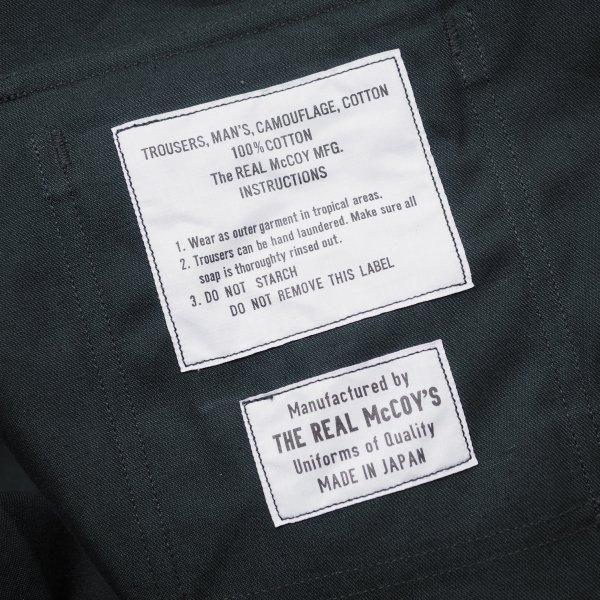 TROUSERS, MAN'S, CAMOUFLAGE, COTTON
100% COTTON
The REAL McCOY MFG.
INSTRUCTIONS
1. Wear as outer garment in tropical areas.
2. Trousers can be hand laundered. Make sure all
soap is thoroughty rinsed out.
3. DO NOT STARCH
DO NOT REMOVE THIS LABEL
Manufactured by
THE REAL McCOY'S
Uniforms of Quality
MADE IN JAPAN